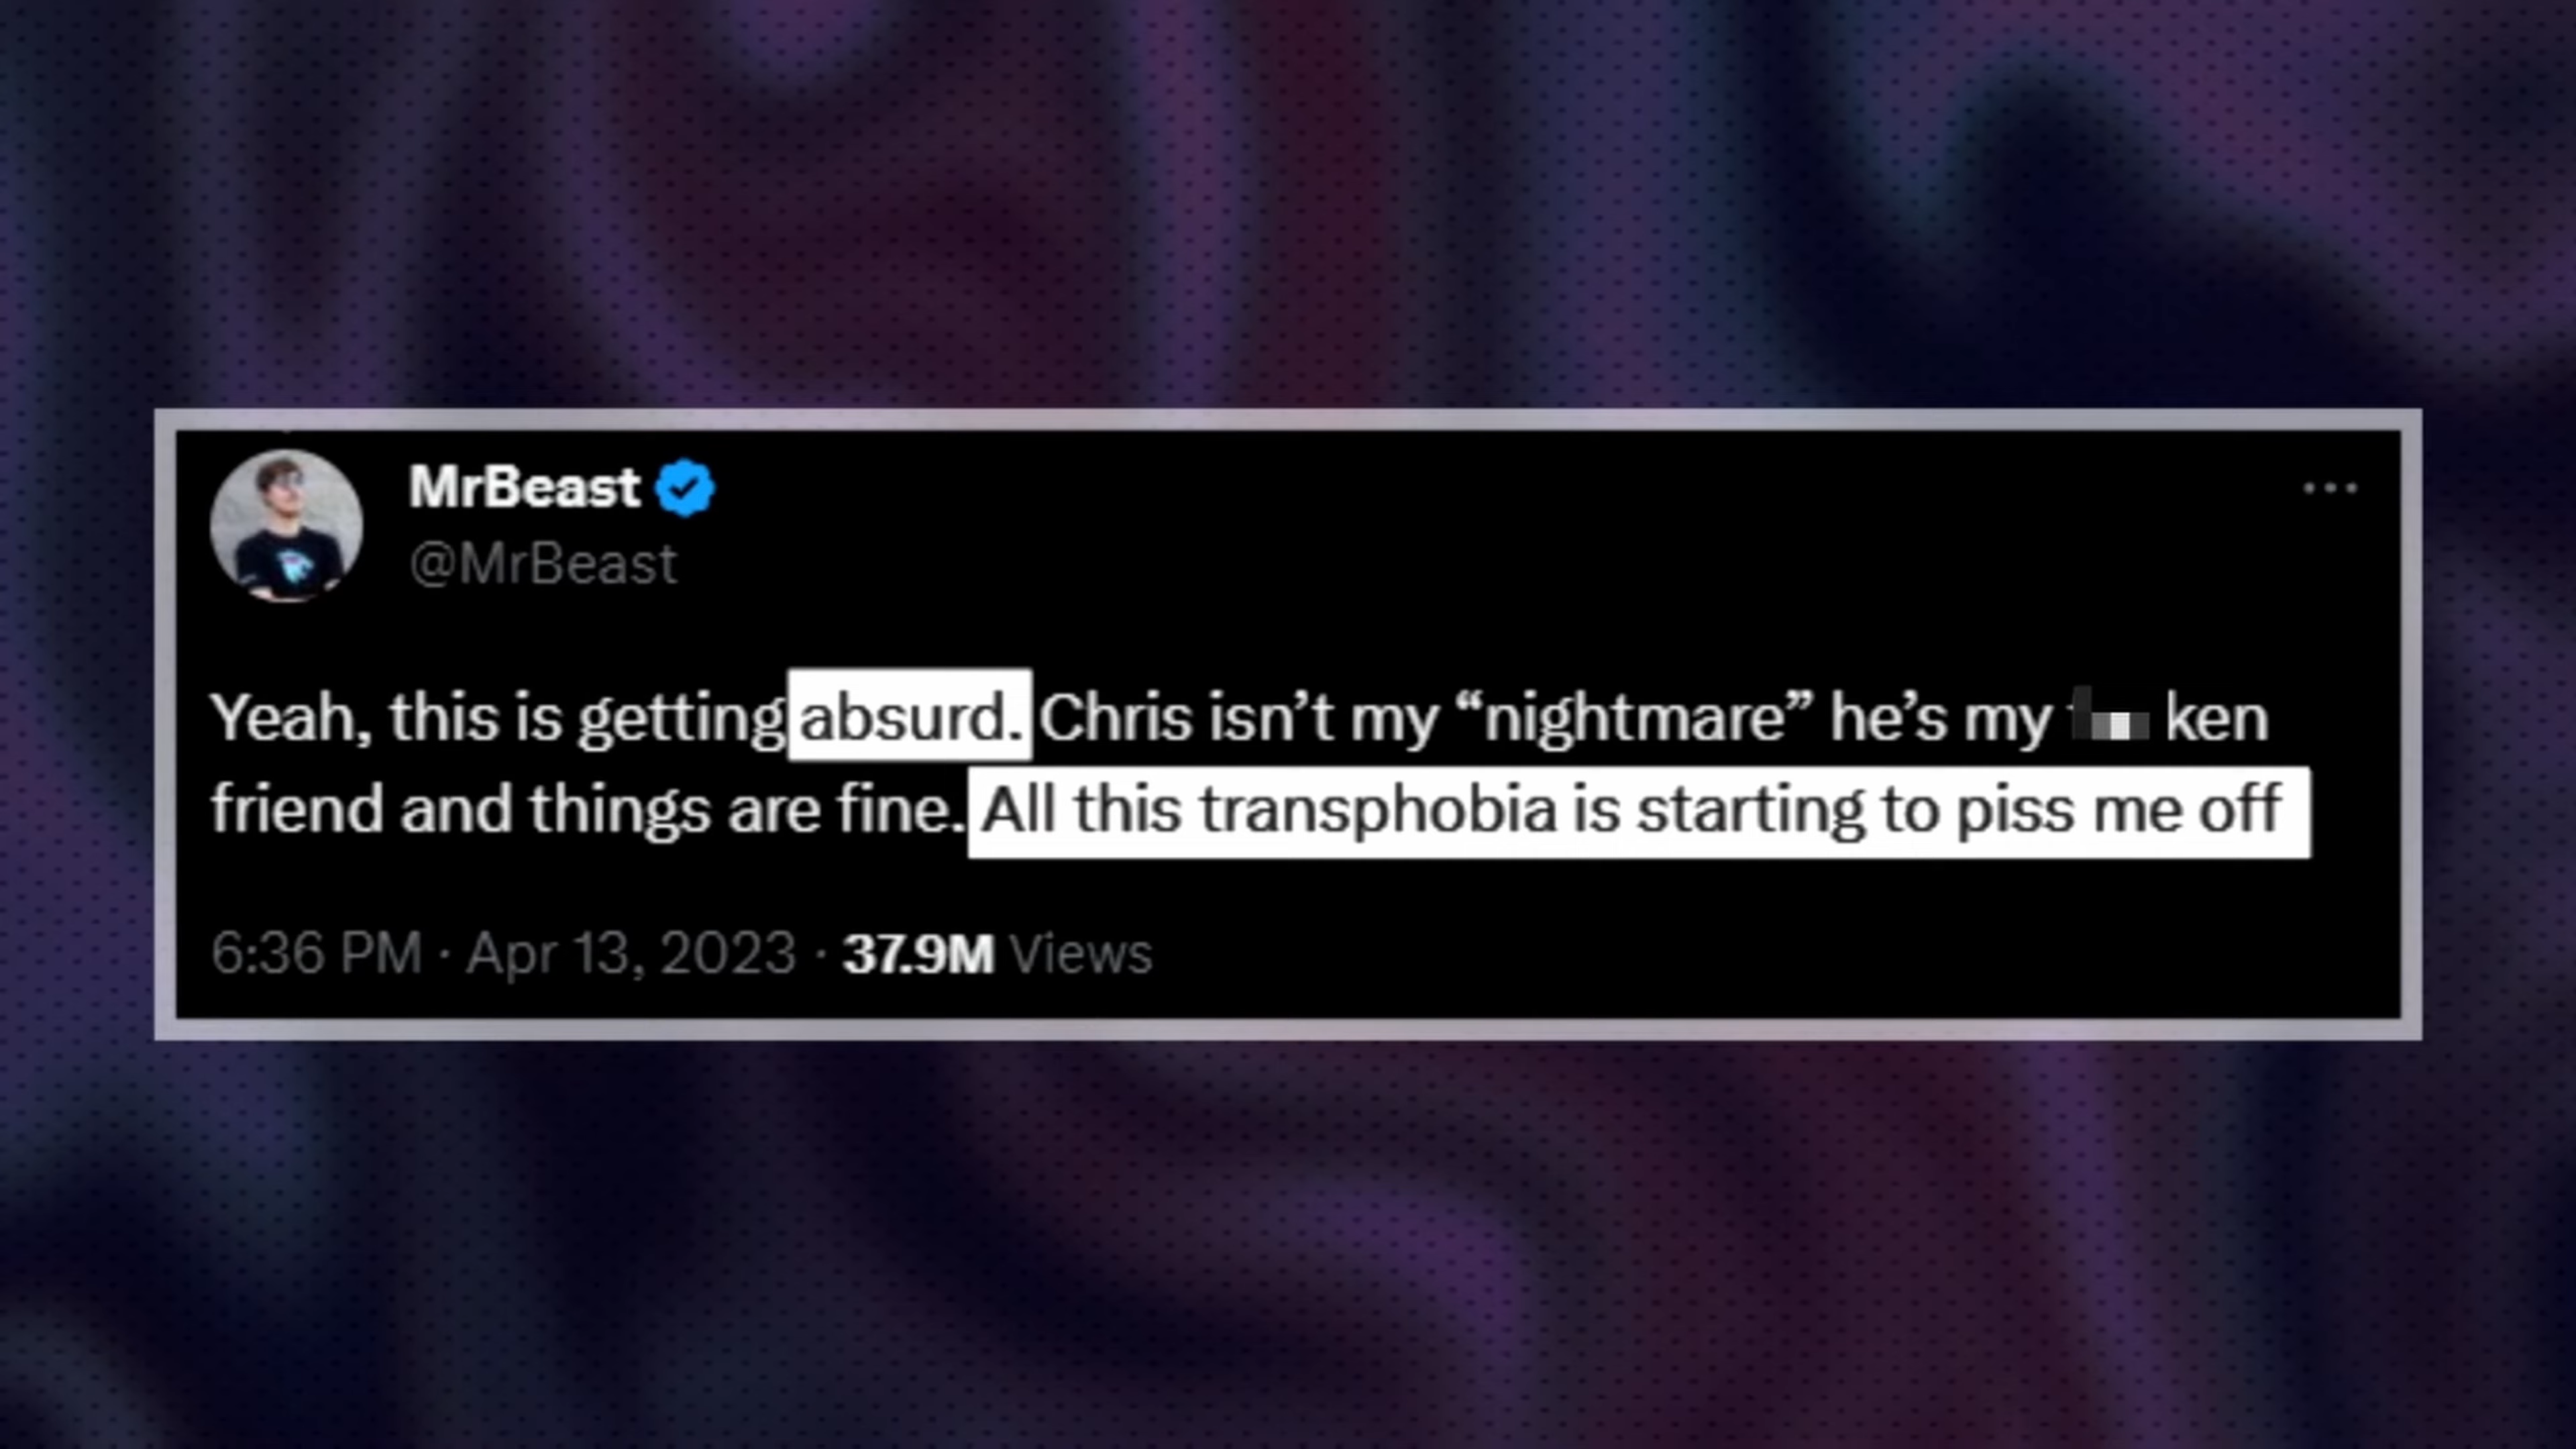 MrBeast
@MrBeast
Yeah, this is getting absurd. Chris isn’t my “nightmare” he’s my ken
friend and things are fine. All this transphobia is starting to piss me off
6:36 PM · Apr 13, 2023 · 37.9M Views